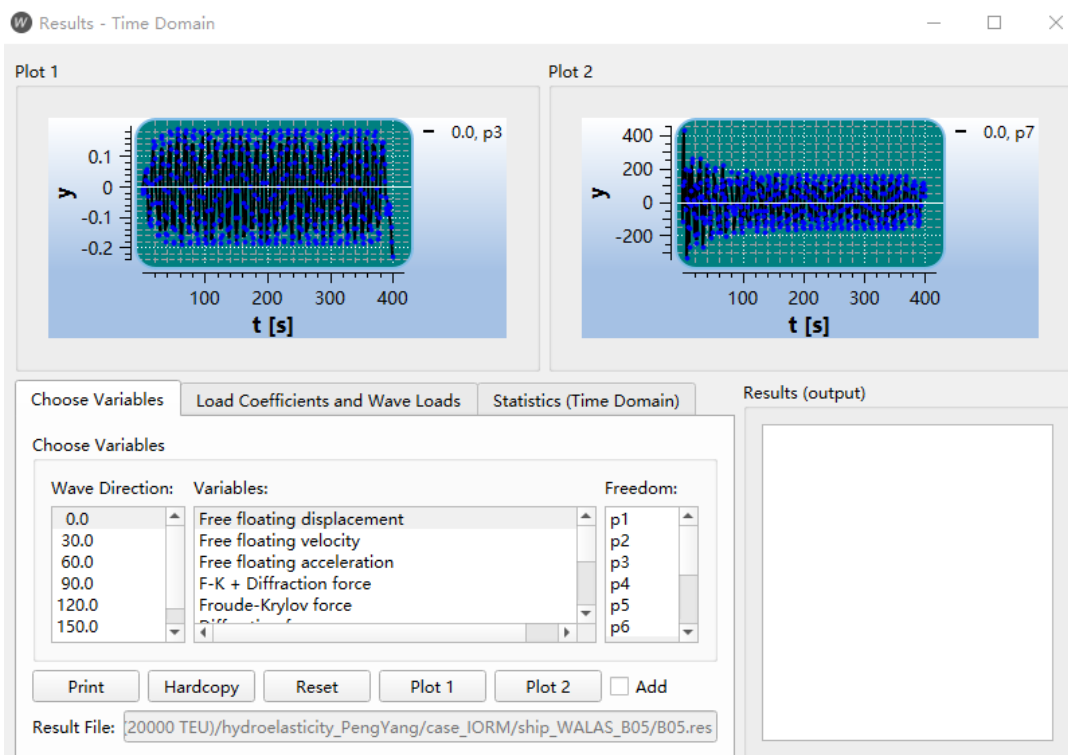 Results - Time Domain
Plot 1
0.0, p3
0.1
0
-0.1
-0.2
y
100 200 300 400
t [s]
Plot 2
0.0, p7
400
200
0
-200
y
100 200 300 400
t [s]
Choose Variables
Load Coefficients and Wave Loads
Statistics (Time Domain)
Choose Variables
Wave Direction:
0.0
30.0
60.0
90.0
120.0
150.0
Variables:
Free floating displacement
Free floating velocity
Free floating acceleration
F-K + Diffraction force
Froude-Krylov force
Freedom:
p1
p2
p3
p4
p5
p6
Print Hardcopy Reset Plot 1 Plot 2 Add
Result File: (20000 TEU)/hydroelasticity_PengYang/case_IORM/ship_WALAS_B05/B05.res
Results (output)